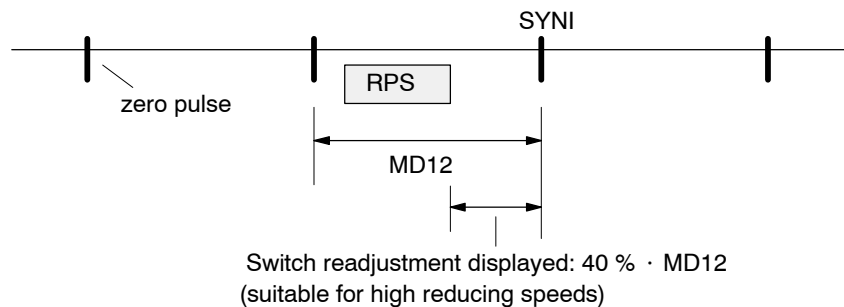 SYNI
RPS
zero pulse
MD12
Switch readjustment displayed: 40 % · MD12
(suitable for high reducing speeds)